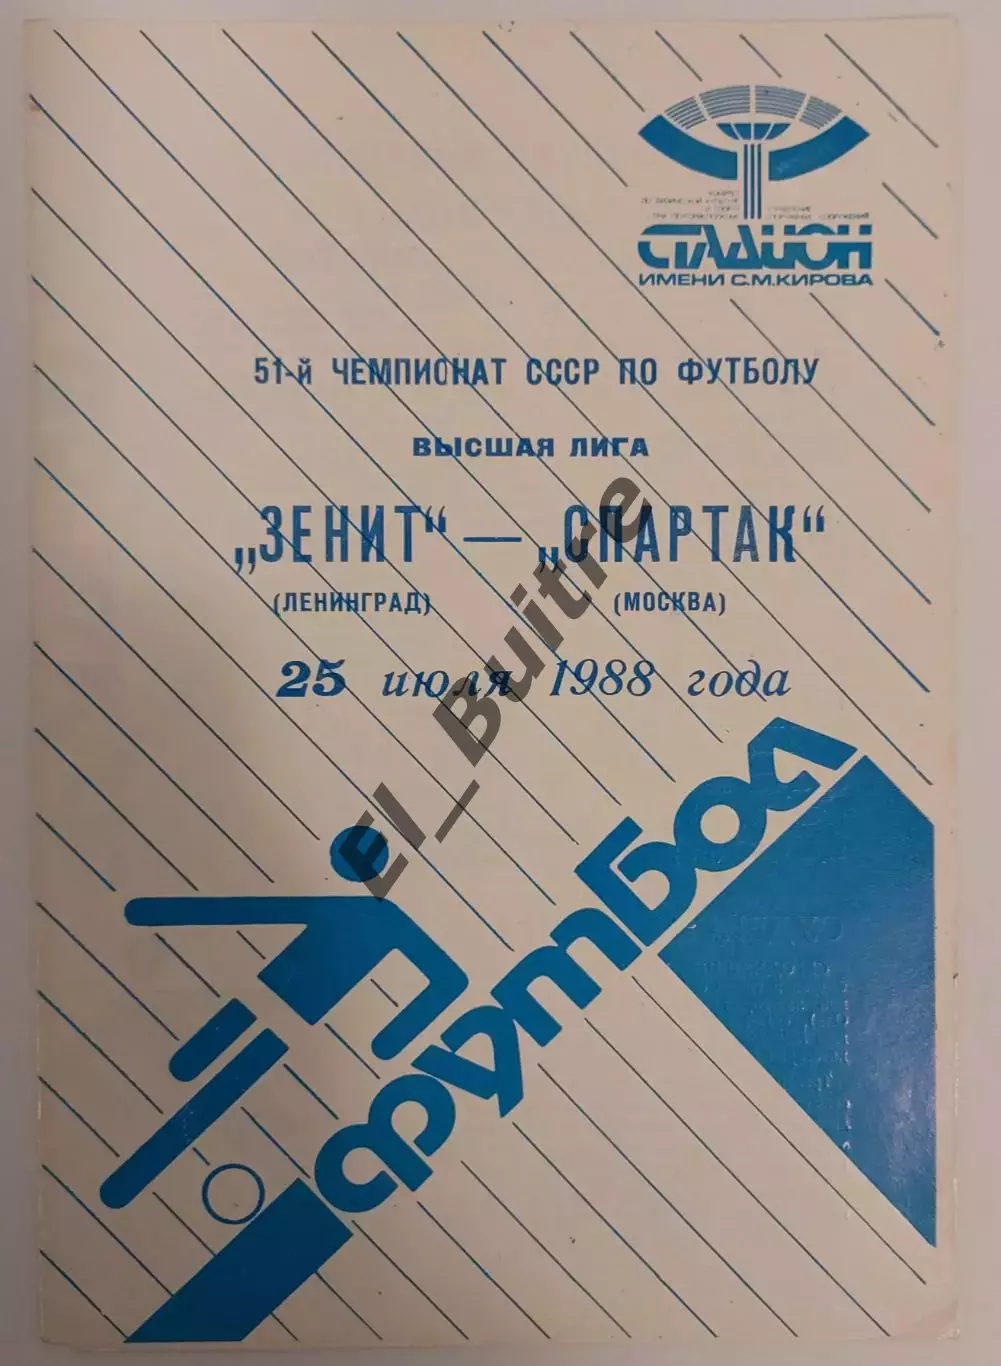 СТАДИОН
ИМЕНИ С.М.КИРОВА
51-й ЧЕМПИОНАТ СССР ПО ФУТБОЛУ
ВЫСШАЯ ЛИГА
„ЗЕНИТ“ — „СПАРТАК“
(ЛЕНИНГРАД) (МОСКВА)
25 июля 1988 года
футбол
El_Buitre